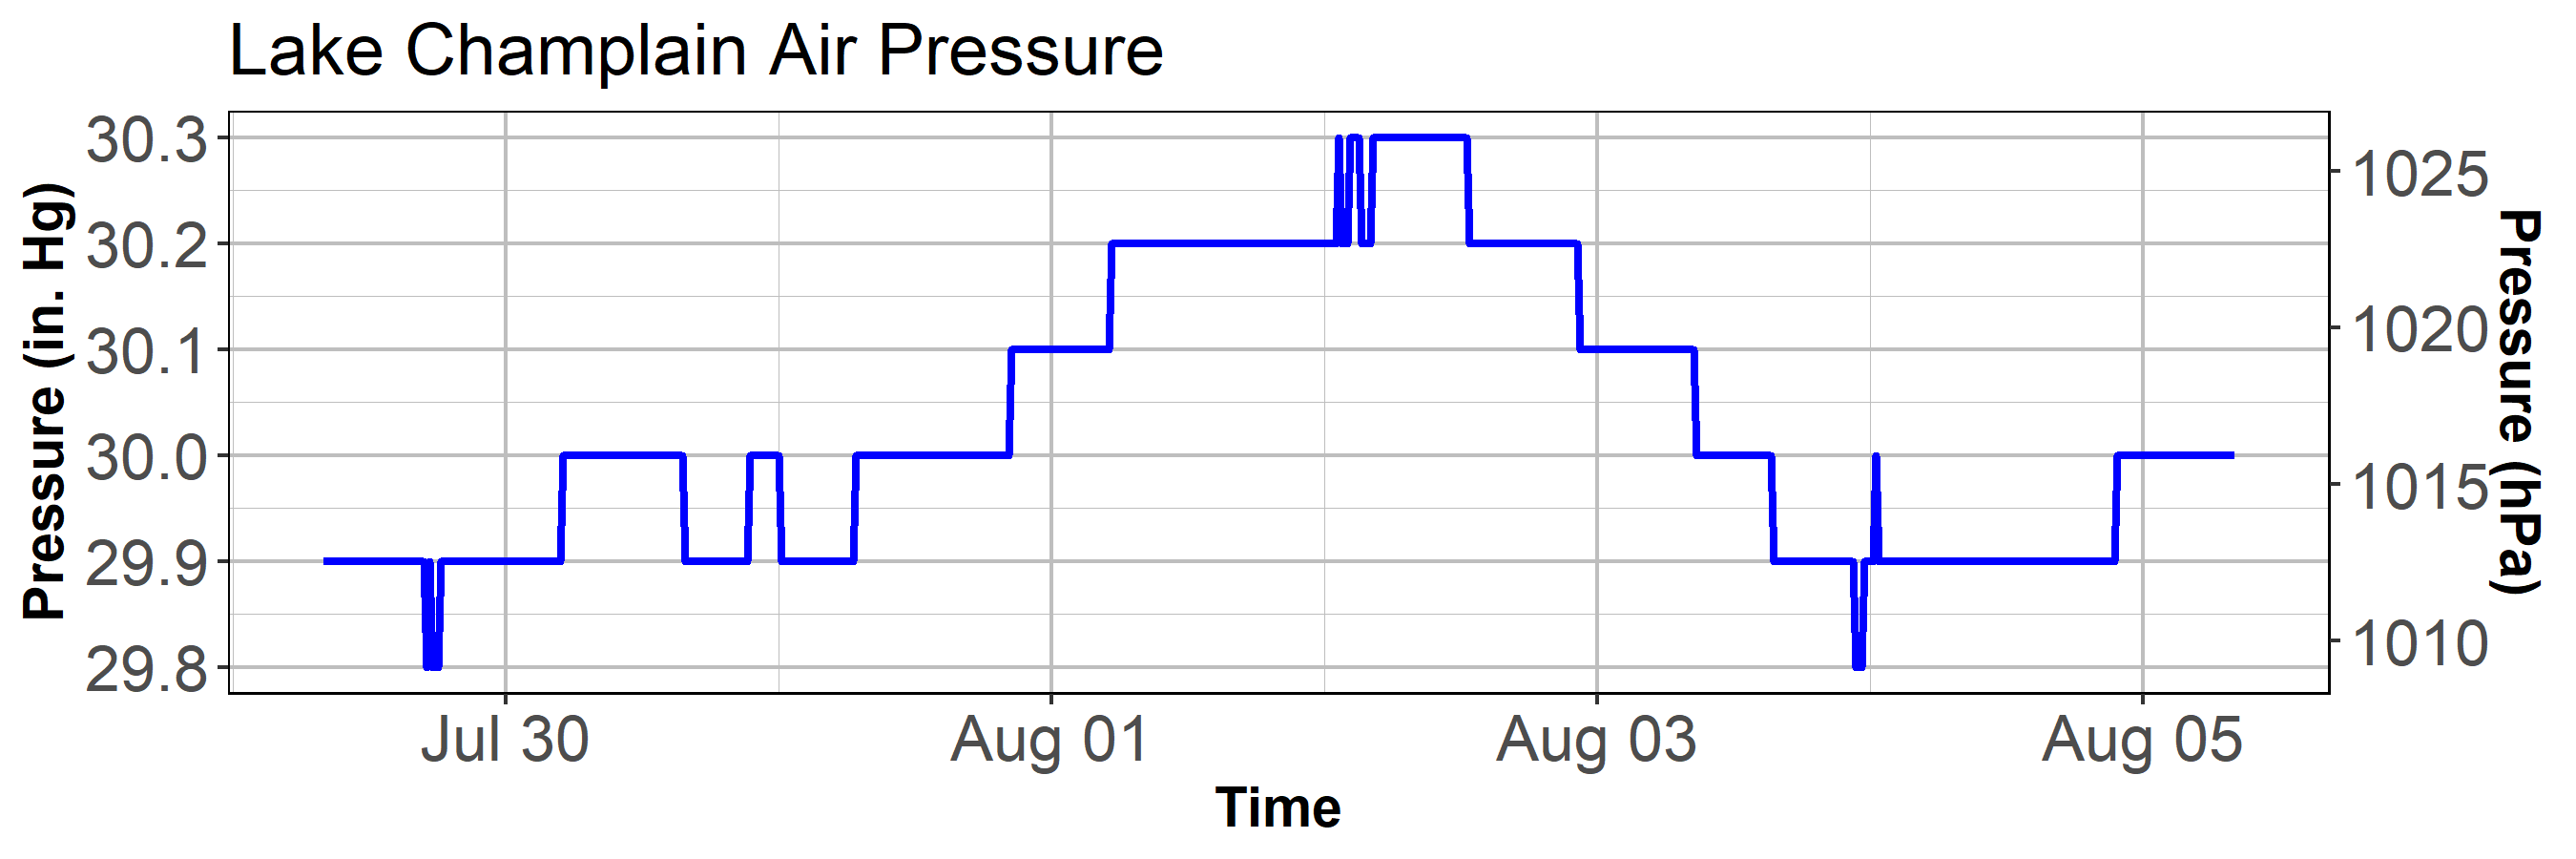 Lake Champlain Air Pressure
Pressure (in. Hg)
30.3
30.2
30.1
30.0
29.9
29.8
1025
1020
1015
1010
Pressure (hPa)
Jul 30
Aug 01
Aug 03
Aug 05
Time